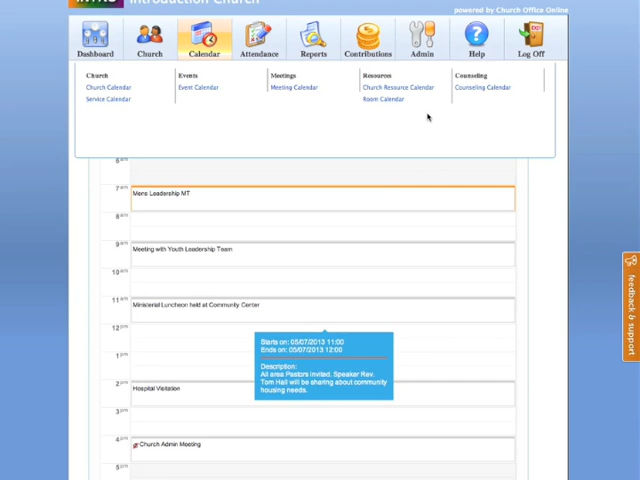 INTRO Introduction Church
powered by Church Office Online
Dashboard Church Calendar Attendance Reports Contributions Admin Help Log Off
Church Events Meetings Resources Counseling
Church Calendar Event Calendar Meeting Calendar Church Resource Calendar Counseling Calendar
Service Calendar Room Calendar
6
7
Mens Leadership MT
8
9
Meeting with Youth Leadership Team
10
11
Ministerial Luncheon held at Community Center
12
Starts on: 05/07/2013 11:00
Ends on: 05/07/2013 12:00
1
Description:
All area Pastors invited. Speaker Rev.
Tom Hall will be sharing about community
housing needs.
2
Hospital Visitation
3
4
Church Admin Meeting
5
feedback & support